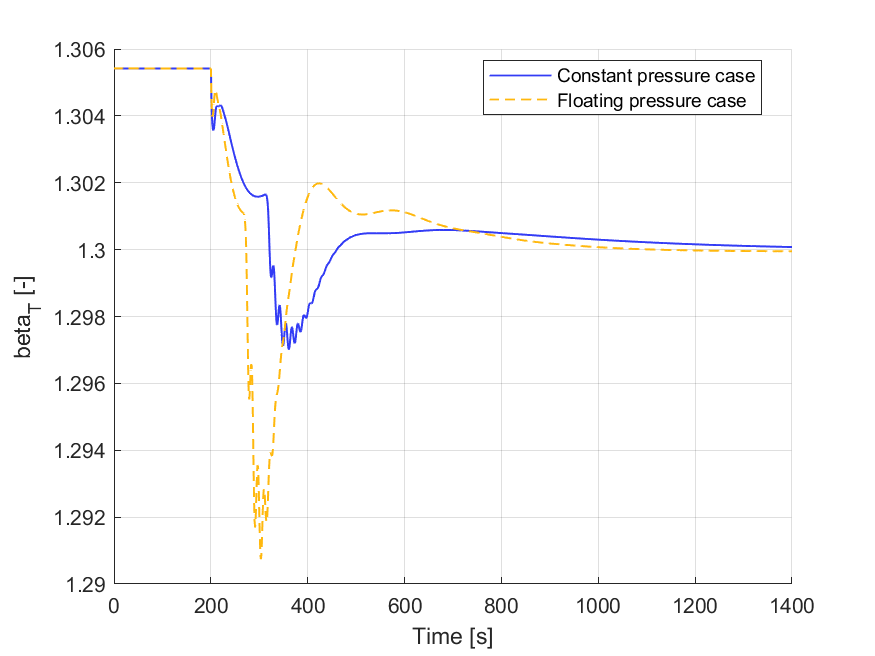 1.306
1.304
1.302
1.3
1.298
1.296
1.294
1.292
1.29
0 200 400 600 800 1000 1200 1400
beta_T [-]
Time [s]
Constant pressure case
Floating pressure case